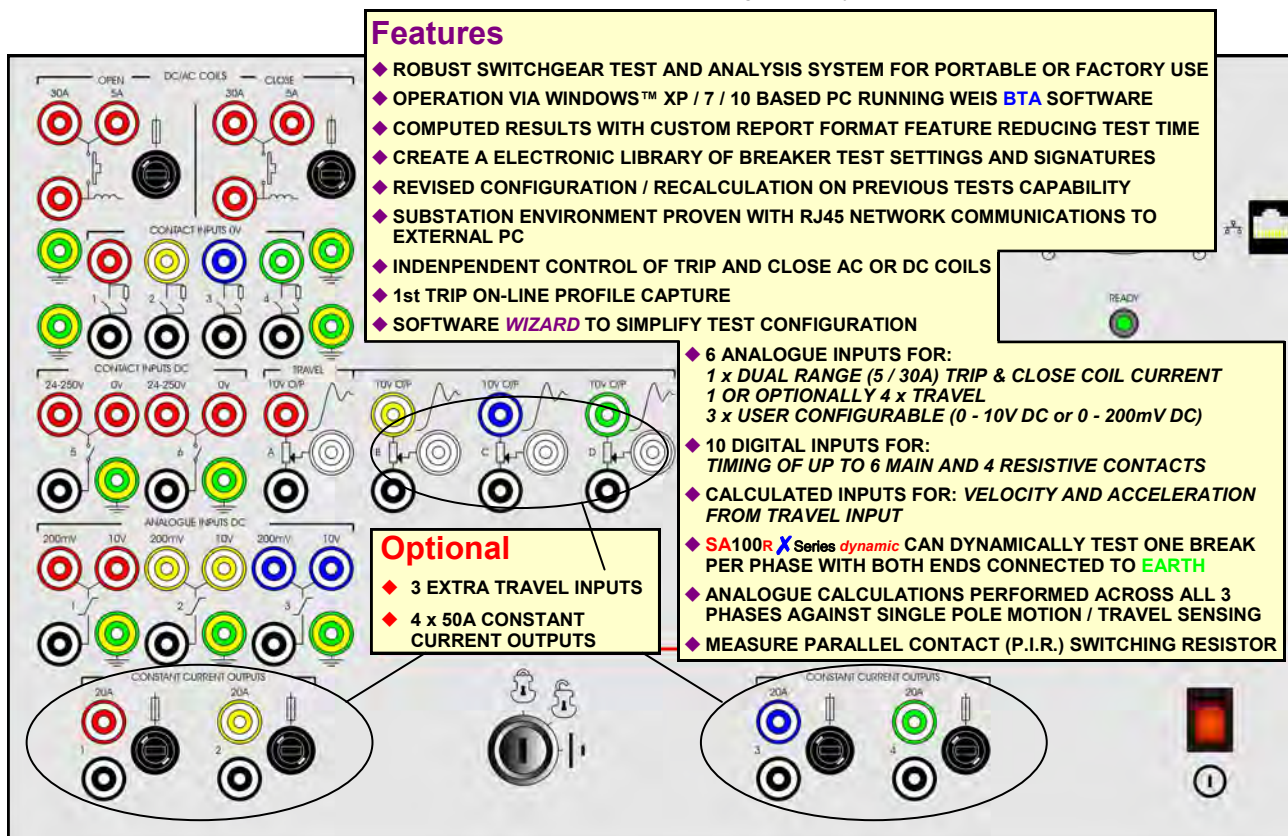 Features
◆ ROBUST SWITCHGEAR TEST AND ANALYSIS SYSTEM FOR PORTABLE OR FACTORY USE
◆ OPERATION VIA WINDOWS™ XP / 7 / 10 BASED PC RUNNING WEIS BTA SOFTWARE
◆ COMPUTED RESULTS WITH CUSTOM REPORT FORMAT FEATURE REDUCING TEST TIME
◆ CREATE A ELECTRONIC LIBRARY OF BREAKER TEST SETTINGS AND SIGNATURES
◆ REVISED CONFIGURATION / RECALCULATION ON PREVIOUS TESTS CAPABILITY
◆ SUBSTATION ENVIRONMENT PROVEN WITH RJ45 NETWORK COMMUNICATIONS TO
EXTERNAL PC
◆ INDENPENDENT CONTROL OF TRIP AND CLOSE AC OR DC COILS
◆ 1st TRIP ON-LINE PROFILE CAPTURE
◆ SOFTWARE WIZARD TO SIMPLIFY TEST CONFIGURATION
◆ 6 ANALOGUE INPUTS FOR:
1 x DUAL RANGE (5 / 30A) TRIP & CLOSE COIL CURRENT
1 OR OPTIONALLY 4 x TRAVEL
3 x USER CONFIGURABLE (0 - 10V DC or 0 - 200mV DC)
◆ 10 DIGITAL INPUTS FOR:
TIMING OF UP TO 6 MAIN AND 4 RESISTIVE CONTACTS
◆ CALCULATED INPUTS FOR: VELOCITY AND ACCELERATION
FROM TRAVEL INPUT
◆ SA100R X Series dynamic CAN DYNAMICALLY TEST ONE BREAK
PER PHASE WITH BOTH ENDS CONNECTED TO EARTH
◆ ANALOGUE CALCULATIONS PERFORMED ACROSS ALL 3
PHASES AGAINST SINGLE POLE MOTION / TRAVEL SENSING
◆ MEASURE PARALLEL CONTACT (P.I.R.) SWITCHING RESISTOR
Optional
◆ 3 EXTRA TRAVEL INPUTS
◆ 4 x 50A CONSTANT
CURRENT OUTPUTS
OPEN DC/AC COILS CLOSE
30A 5A 30A 5A
CONTACT INPUTS 0V
1 2 3 4
CONTACT INPUTS DC
24-250V 0V 24-250V 0V
5 6
TRAVEL
10V O/P 10V O/P 10V O/P 10V O/P
A B C D
ANALOGUE INPUTS DC
200mV 10V 200mV 10V 200mV 10V
1 2 3
CONSTANT CURRENT OUTPUTS
20A 20A
1 2
CONSTANT CURRENT OUTPUTS
20A 20A
3 4
READY